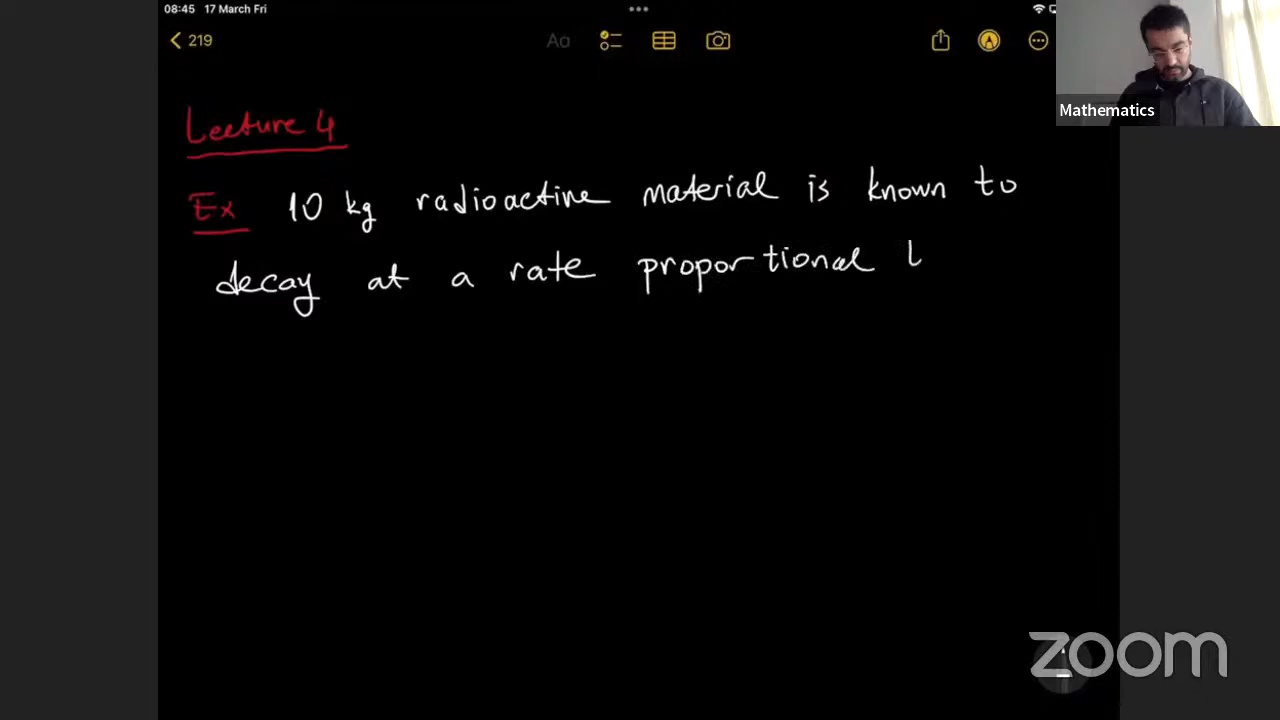 08:45 17 March Fri
219
Aa
Mathematics
Lecture 4
Ex 10 kg radioactive material is known to
decay at a rate proportional
zoom